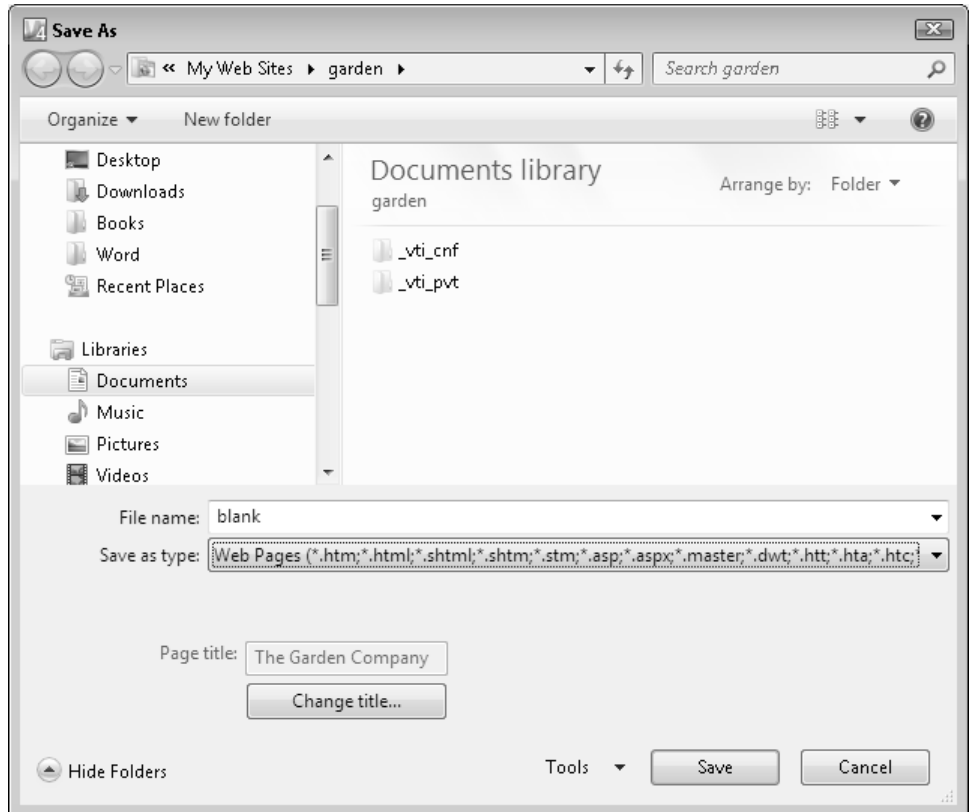 Save As
« My Web Sites garden
Search garden
Organize New folder
Desktop
Downloads
Books
Word
Recent Places
Libraries
Documents
Music
Pictures
Videos
Documents library
garden
Arrange by: Folder
_vti_cnf
_vti_pvt
File name: blank
Save as type: Web Pages (*.htm;*.html;*.shtml;*.shtm;*.stm;*.asp;*.aspx;*.master;*.dwt;*.htt;*.hta;*.htc;
Page title: The Garden Company
Change title...
Hide Folders
Tools Save Cancel